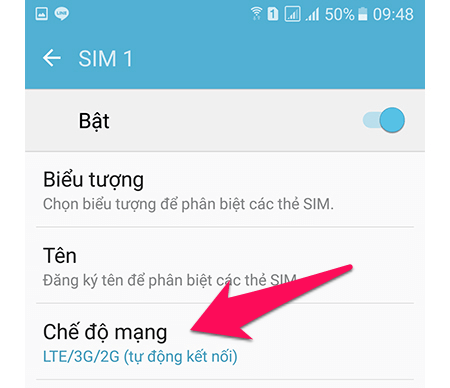 LINE 1 50% 09:48
SIM 1
Bật
Biểu tượng
Chọn biểu tượng để phân biệt các thẻ SIM.
Tên
Đăng ký tên để phân biệt các thẻ SIM.
Chế độ mạng
LTE/3G/2G (tự động kết nối)